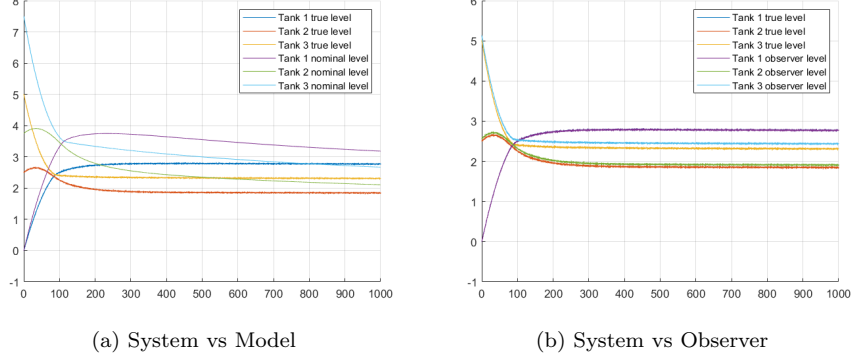 8
7
6
5
4
3
2
1
0
-1
0 100 200 300 400 500 600 700 800 900 1000
Tank 1 true level
Tank 2 true level
Tank 3 true level
Tank 1 nominal level
Tank 2 nominal level
Tank 3 nominal level
(a) System vs Model
6
5
4
3
2
1
0
-1
0 100 200 300 400 500 600 700 800 900 1000
Tank 1 true level
Tank 2 true level
Tank 3 true level
Tank 1 observer level
Tank 2 observer level
Tank 3 observer level
(b) System vs Observer